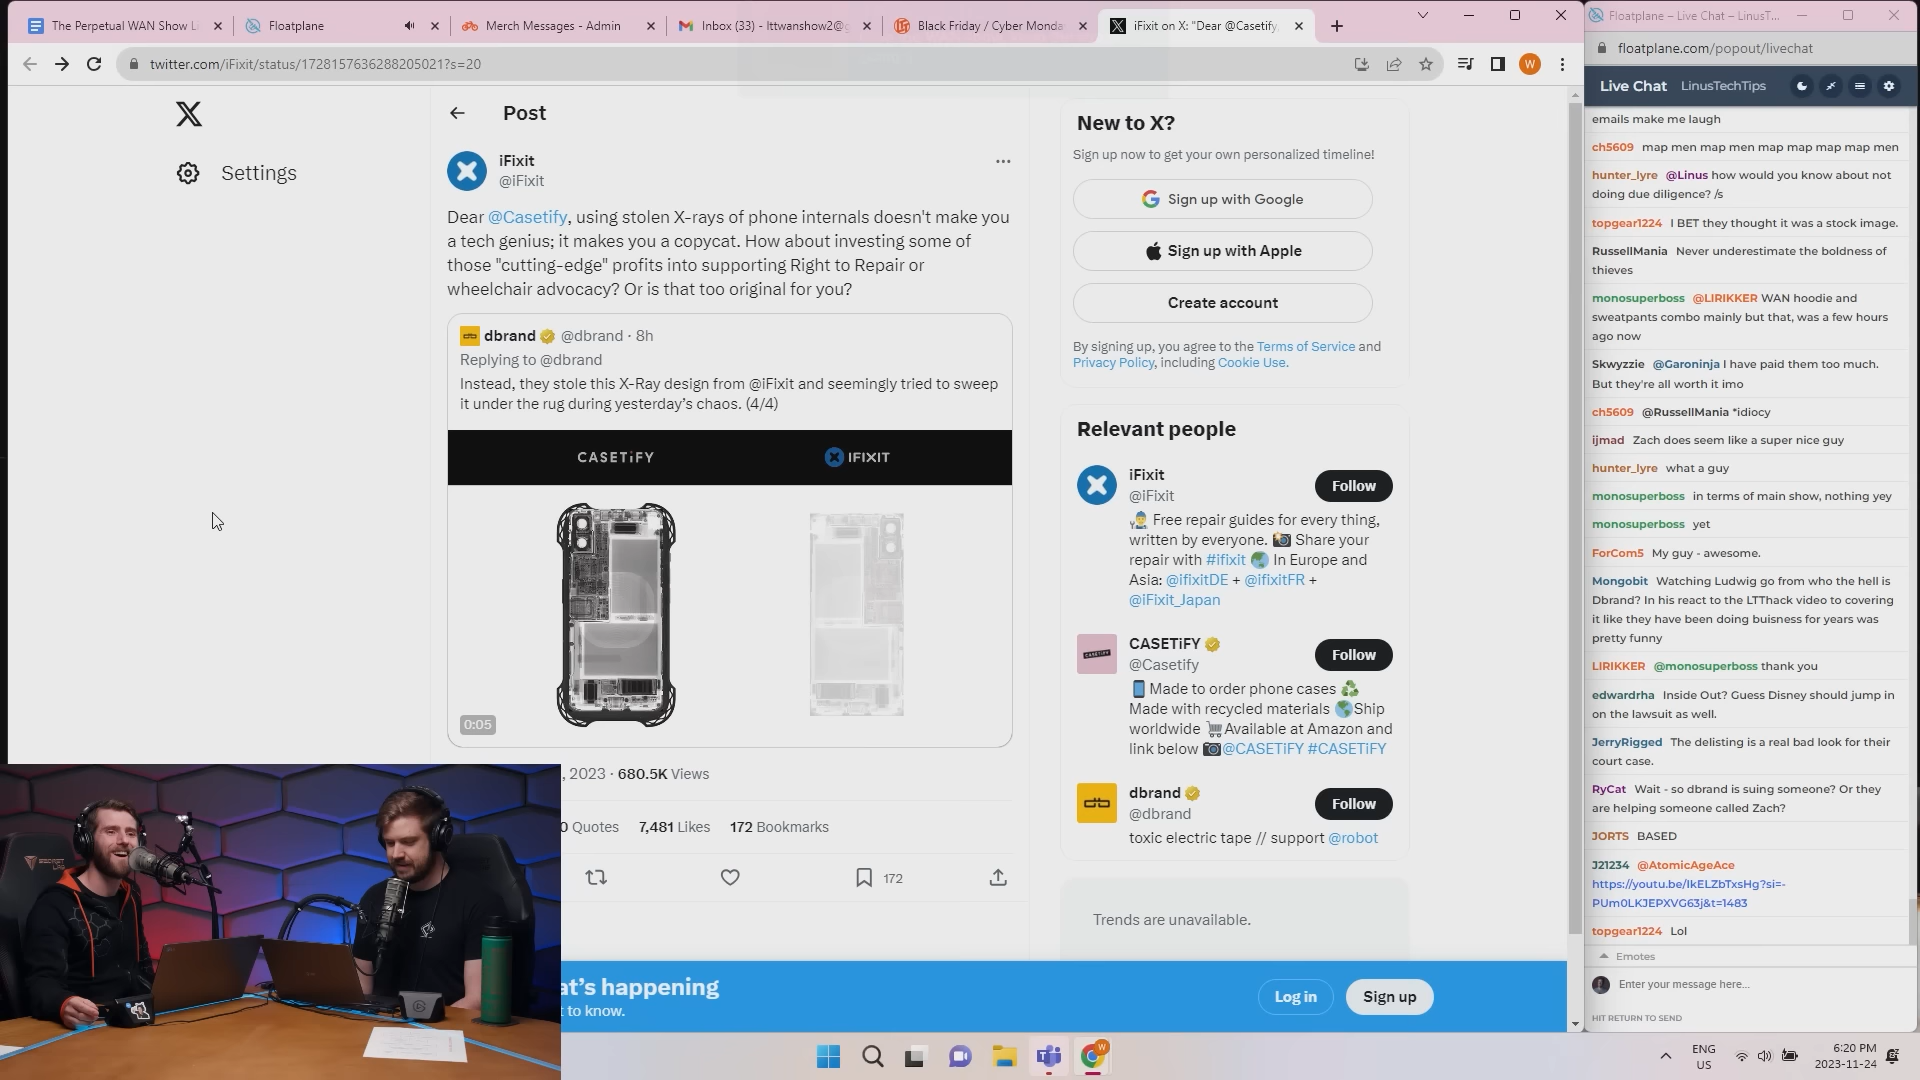 The Perpetual WAN Show Li
Floatplane
Merch Messages - Admin
Inbox (33) - lttwanshow2@g
Black Friday / Cyber Monda
iFixit on X: "Dear @Casetify,
Floatplane – Live Chat – LinusT...
twitter.com/iFixit/status/1728157636288205021?s=20
W
floatplane.com/popout/livechat
Settings
Post
iFixit
@iFixit
Dear @Casetify, using stolen X-rays of phone internals doesn't make you
a tech genius; it makes you a copycat. How about investing some of
those "cutting-edge" profits into supporting Right to Repair or
wheelchair advocacy? Or is that too original for you?
dbrand @dbrand · 8h
Replying to @dbrand
Instead, they stole this X-Ray design from @iFixit and seemingly tried to sweep
it under the rug during yesterday's chaos. (4/4)
CASETiFY
IFIXIT
0:05
, 2023 · 680.5K Views
0 Quotes 7,481 Likes 172 Bookmarks
172
at's happening
t to know.
Log in
Sign up
New to X?
Sign up now to get your own personalized timeline!
Sign up with Google
Sign up with Apple
Create account
By signing up, you agree to the Terms of Service and
Privacy Policy, including Cookie Use.
Relevant people
iFixit
@iFixit
Follow
Free repair guides for every thing,
written by everyone. Share your
repair with #ifixit In Europe and
Asia: @ifixitDE + @ifixitFR +
@iFixit_Japan
CASETiFY
@Casetify
Follow
Made to order phone cases
Made with recycled materials Ship
worldwide Available at Amazon and
link below @CASETiFY #CASETiFY
dbrand
@dbrand
Follow
toxic electric tape // support @robot
Trends are unavailable.
Live Chat LinusTechTips
emails make me laugh
ch5609 map men map men map map map men
hunter_lyre @Linus how would you know about not
doing due diligence? /s
topgear1224 I BET they thought it was a stock image.
RussellMania Never underestimate the boldness of
thieves
monosuperboss @LIRIKKER WAN hoodie and
sweatpants combo mainly but that, was a few hours
ago now
Skwyzzie @Garoninja I have paid them too much.
But they're all worth it imo
ch5609 @RussellMania *idiocy
ijmad Zach does seem like a super nice guy
hunter_lyre what a guy
monosuperboss in terms of main show, nothing yey
monosuperboss yet
ForCom5 My guy - awesome.
Mongobit Watching Ludwig go from who the hell is
Dbrand? In his react to the LTThack video to covering
it like they have been doing buisness for years was
pretty funny
LIRIKKER @monosuperboss thank you
edwardrha Inside Out? Guess Disney should jump in
on the lawsuit as well.
JerryRigged The delisting is a real bad look for their
court case.
RyCat Wait - so dbrand is suing someone? Or they
are helping someone called Zach?
JORTS BASED
J21234 @AtomicAgeAce
https://youtu.be/IkELZbTxsHg?si=-
PUm0LKJEPXVG63j&t=1483
topgear1224 Lol
Emotes
Enter your message here...
HIT RETURN TO SEND
ENG
US
6:20 PM
2023-11-24